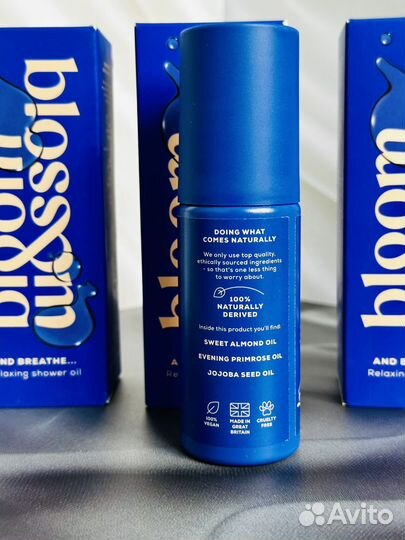 bloom
blossom
ND BREATHE...
laxing shower oil
bloom
AND
Re
DOING WHAT
COMES NATURALLY
We only use top quality,
ethically sourced ingredients
- so that's one less thing
to worry about.
100%
NATURALLY
DERIVED
Inside this product you'll find:
SWEET ALMOND OIL
EVENING PRIMROSE OIL
JOJOBA SEED OIL
100%
VEGAN
MADE IN
GREAT
BRITAIN
CRUELTY
FREE
bloom
AND B
Relaxing
Avito